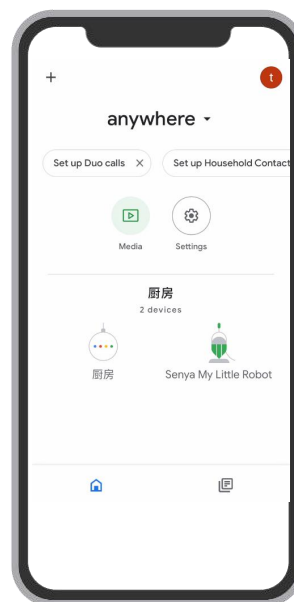 +
t
anywhere
Set up Duo calls X
Set up Household Contact
Media
Settings
厨房
2 devices
厨房
Senya My Little Robot